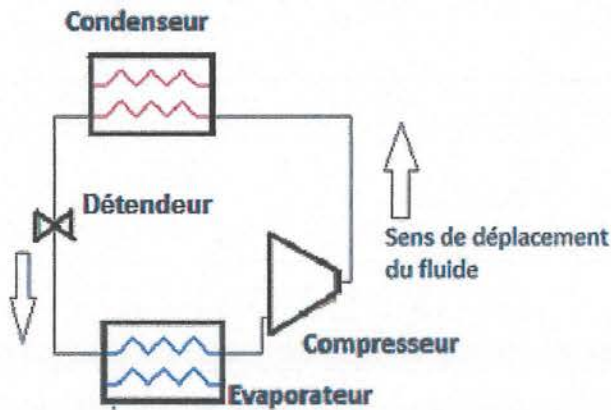 Condenseur
Détendeur
Sens de déplacement
du fluide
Compresseur
Evaporateur